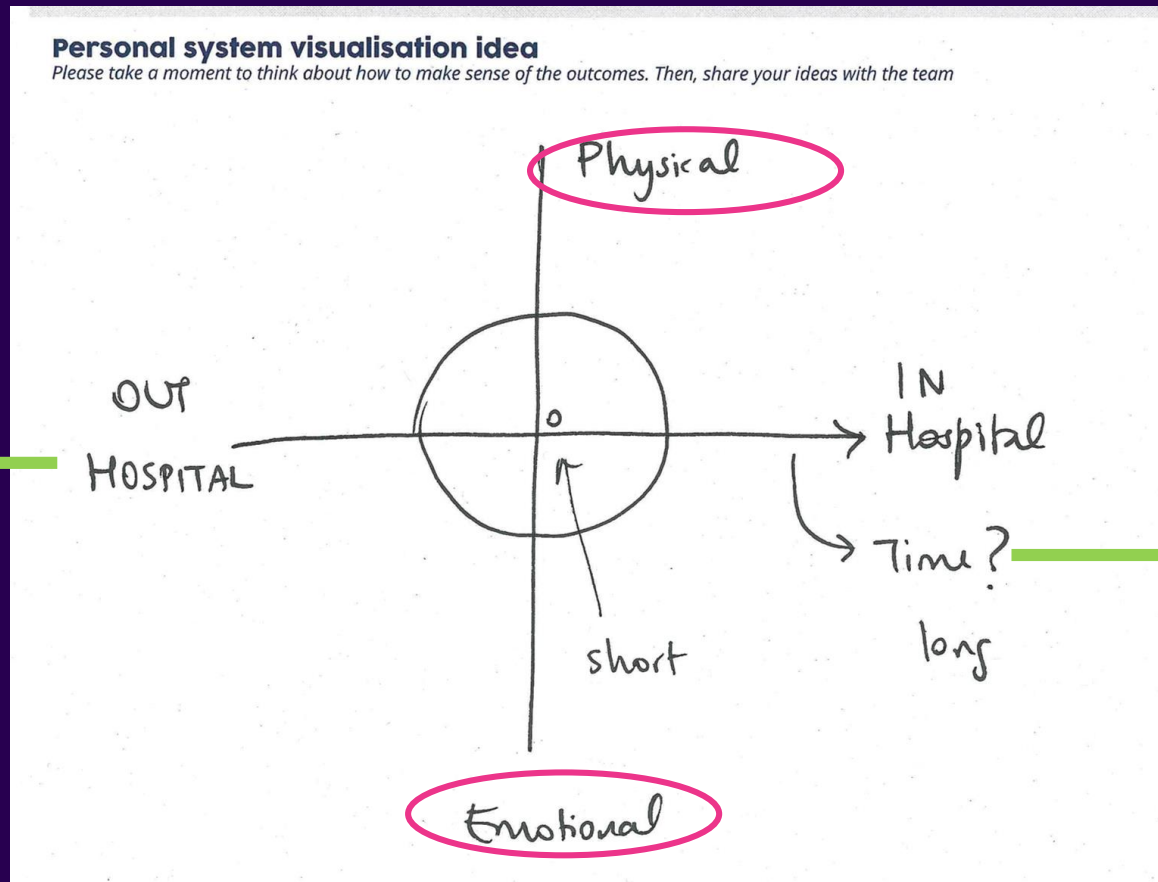 Personal system visualisation idea
Please take a moment to think about how to make sense of the outcomes. Then, share your ideas with the team
Physical
OUT
HOSPITAL
IN
Hospital
O
Time?
long
short
Emotional